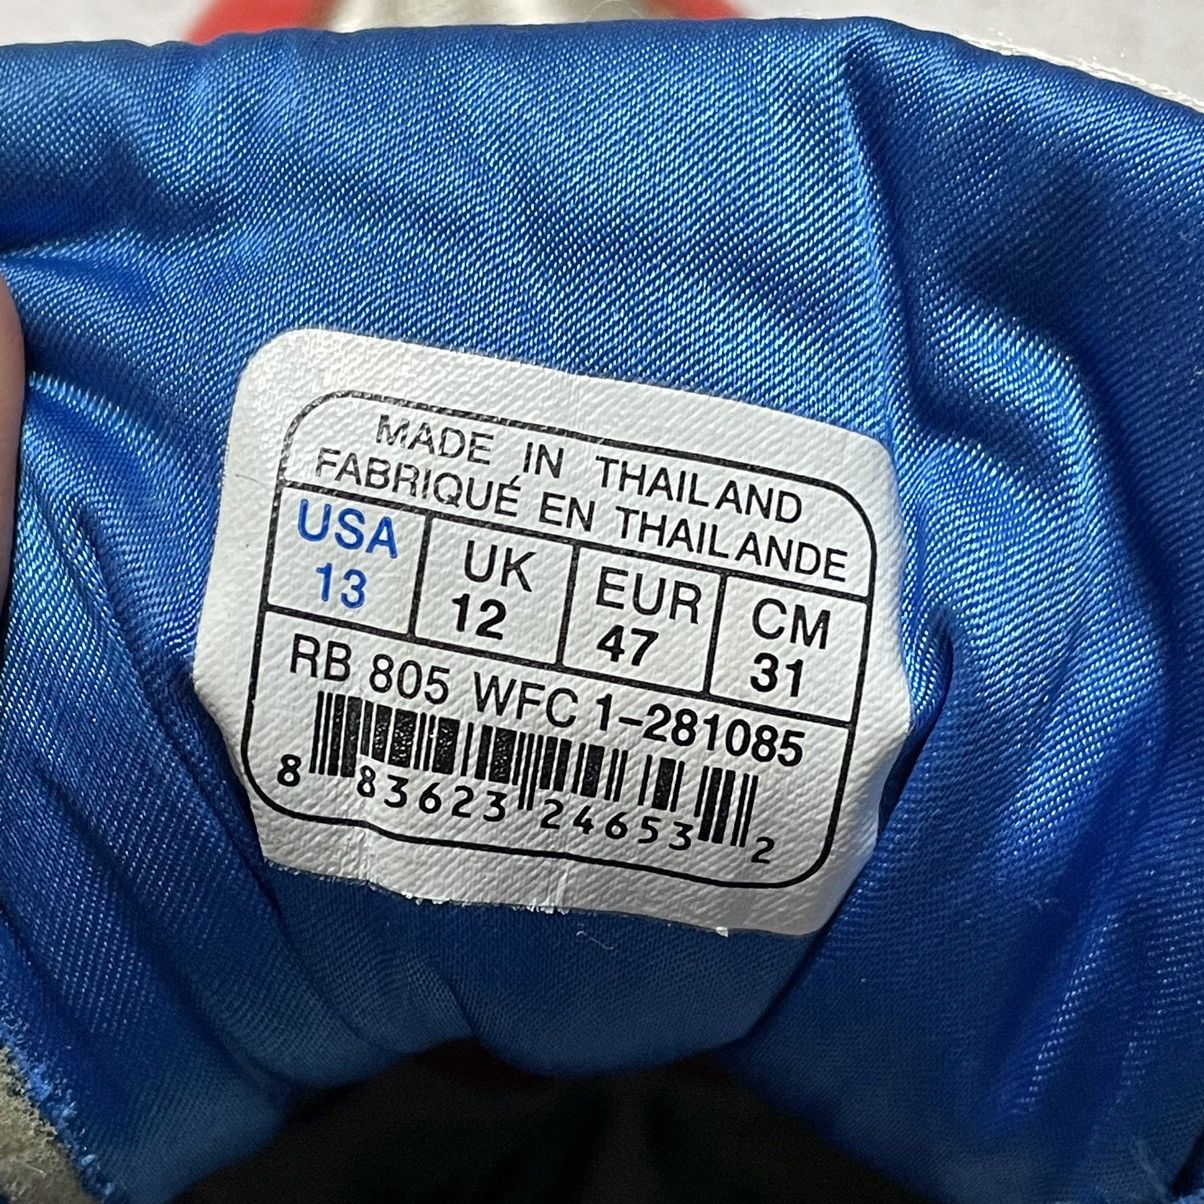 MADE IN THAILAND
FABRIQUÉ EN THAILANDE
USA UK EUR CM
13 12 47 31
RB 805 WFC 1-281085
8 83623 24653 2